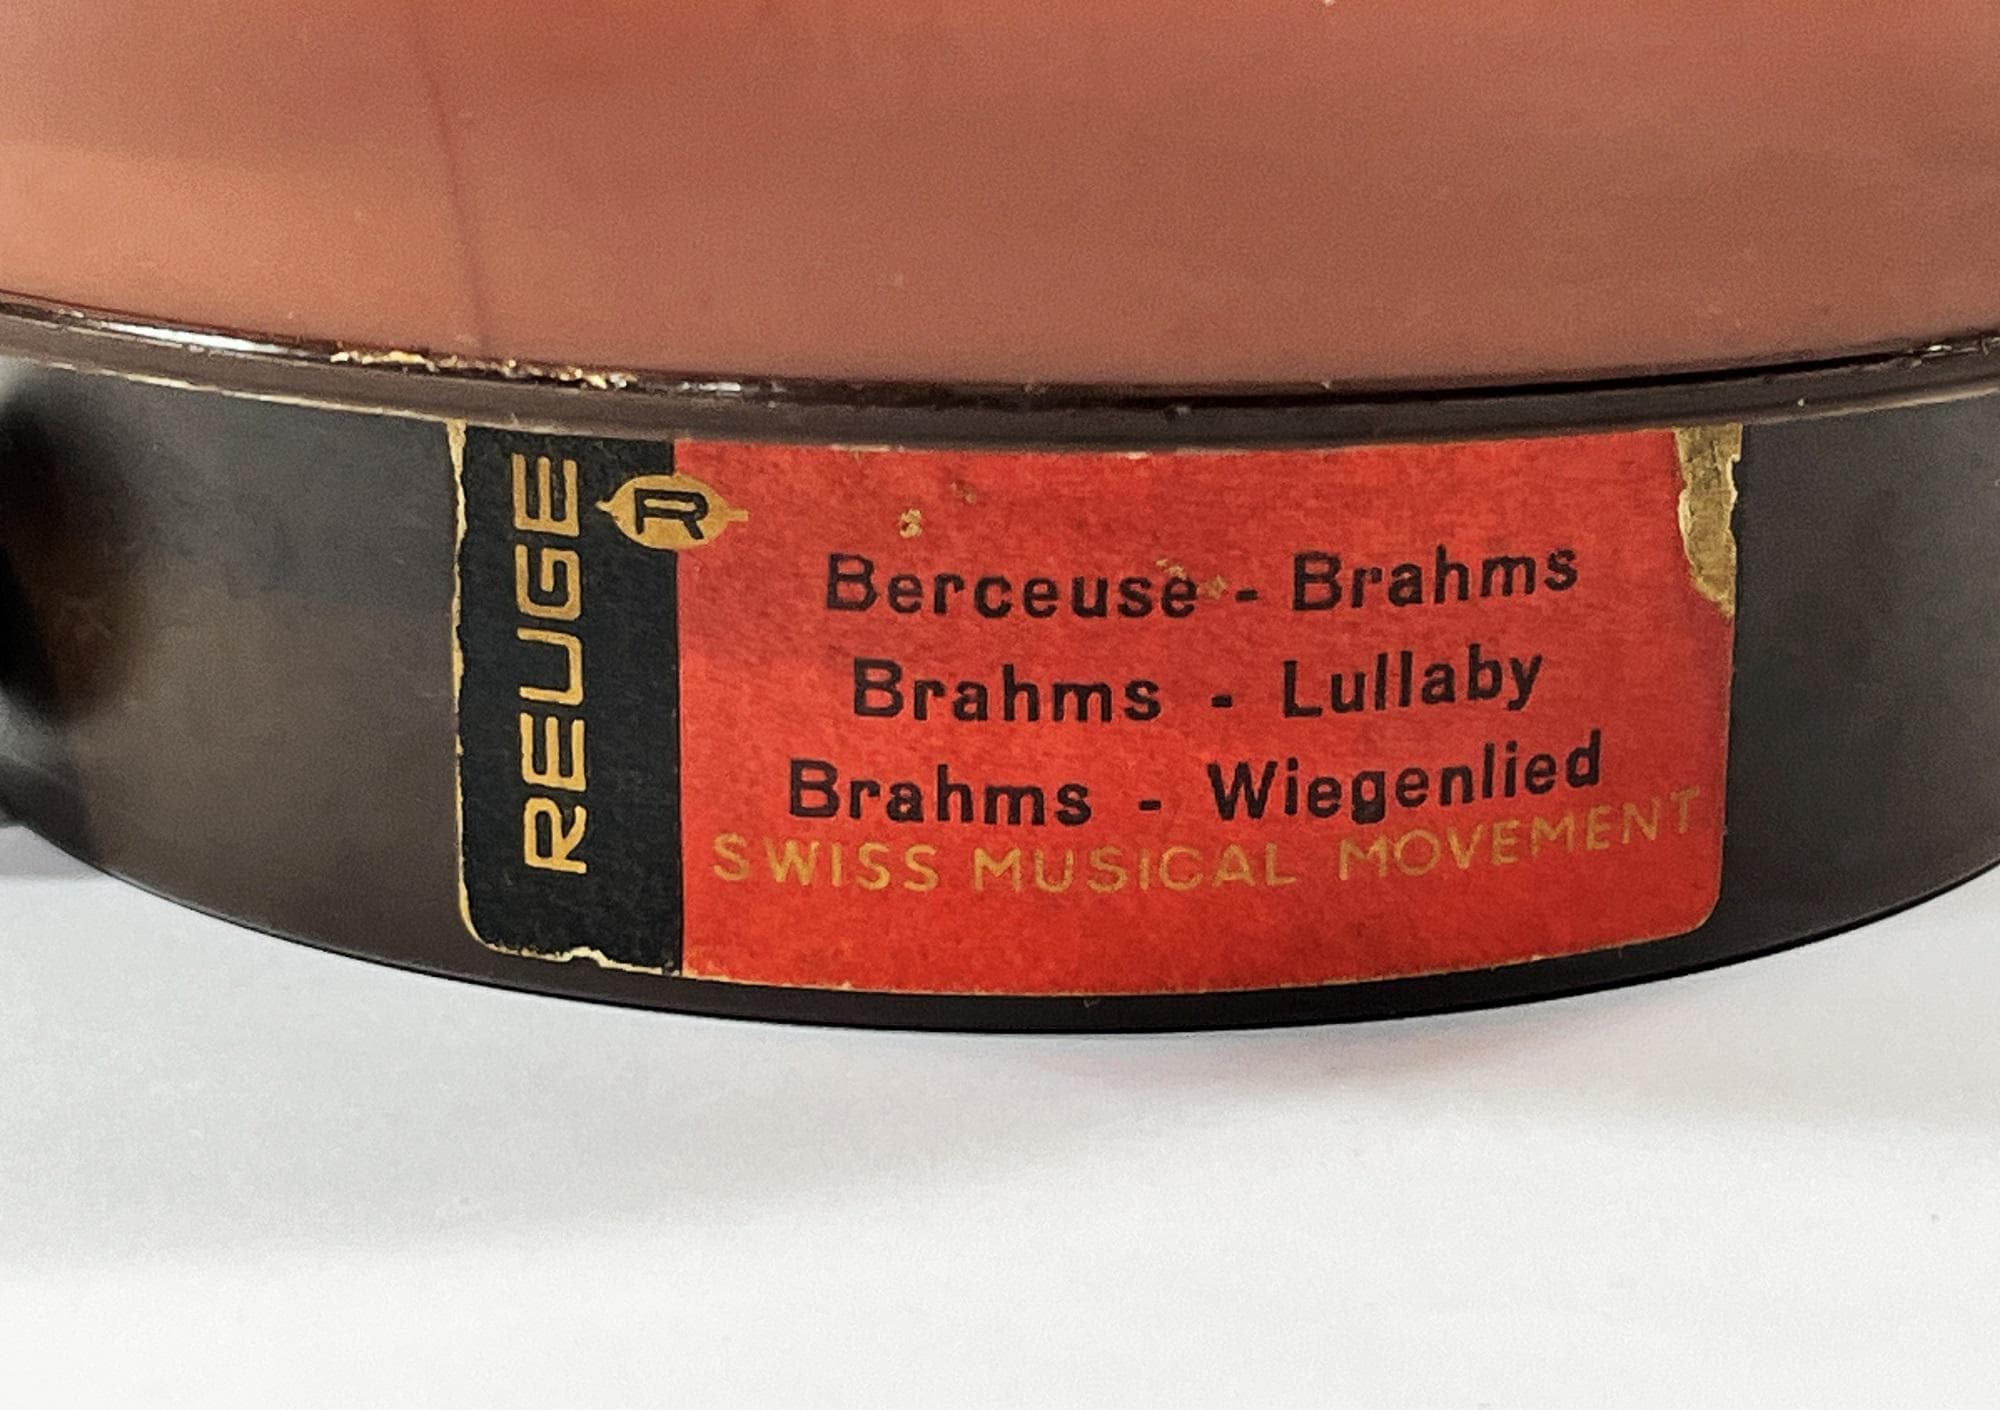 REUGE
R
Berceuse - Brahms
Brahms - Lullaby
Brahms - Wiegenlied
SWISS MUSICAL MOVEMENT